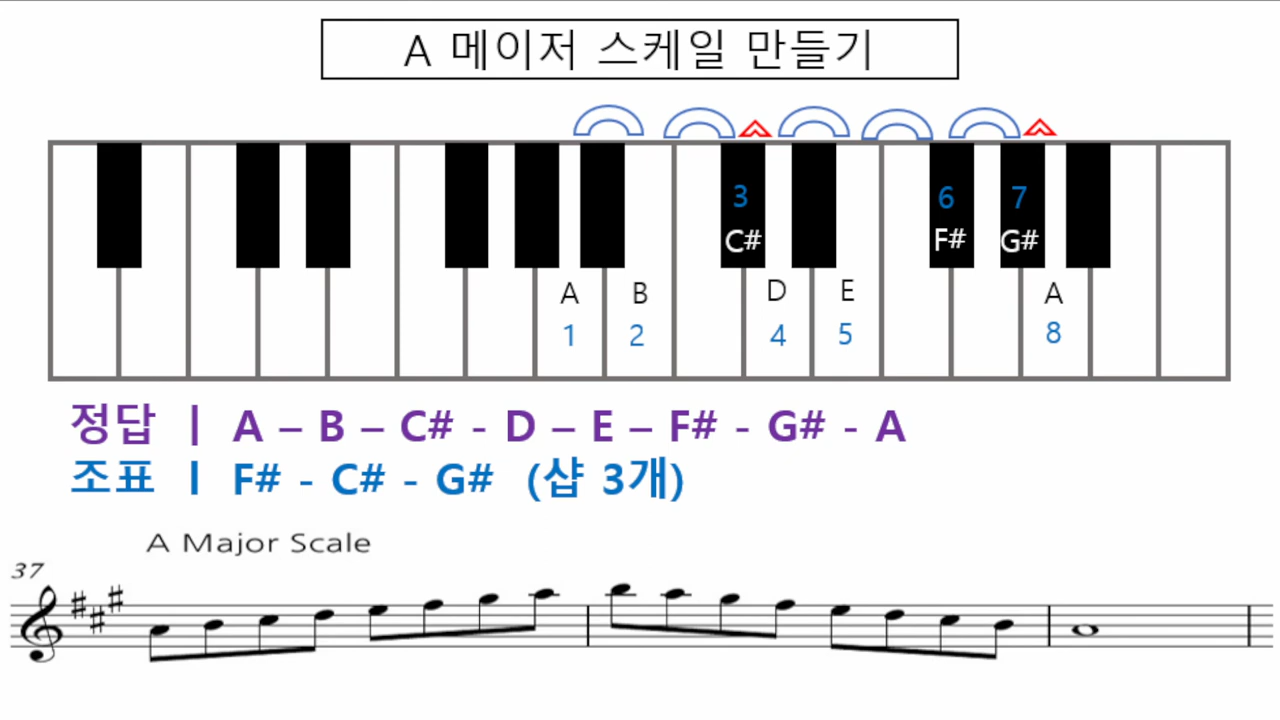 A 메이저 스케일 만들기
3 6 7
C# F# G#
A B D E A
1 2 4 5 8
정답 | A – B – C# - D – E – F# - G# - A
조표 | F# - C# - G# (샵 3개)
A Major Scale
37